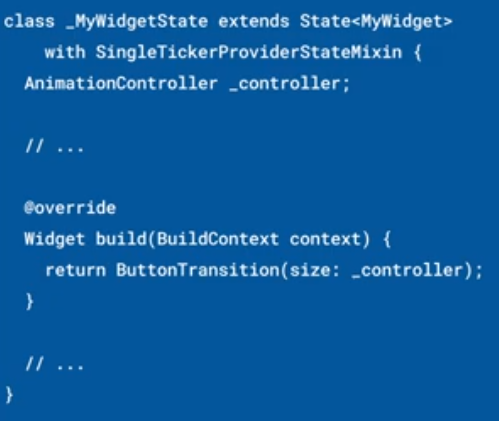 class _MyWidgetState extends State<MyWidget>
    with SingleTickerProviderStateMixin {
  AnimationController _controller;

  // ...

  @override
  Widget build(BuildContext context) {
    return ButtonTransition(size: _controller);
  }

  // ...
}